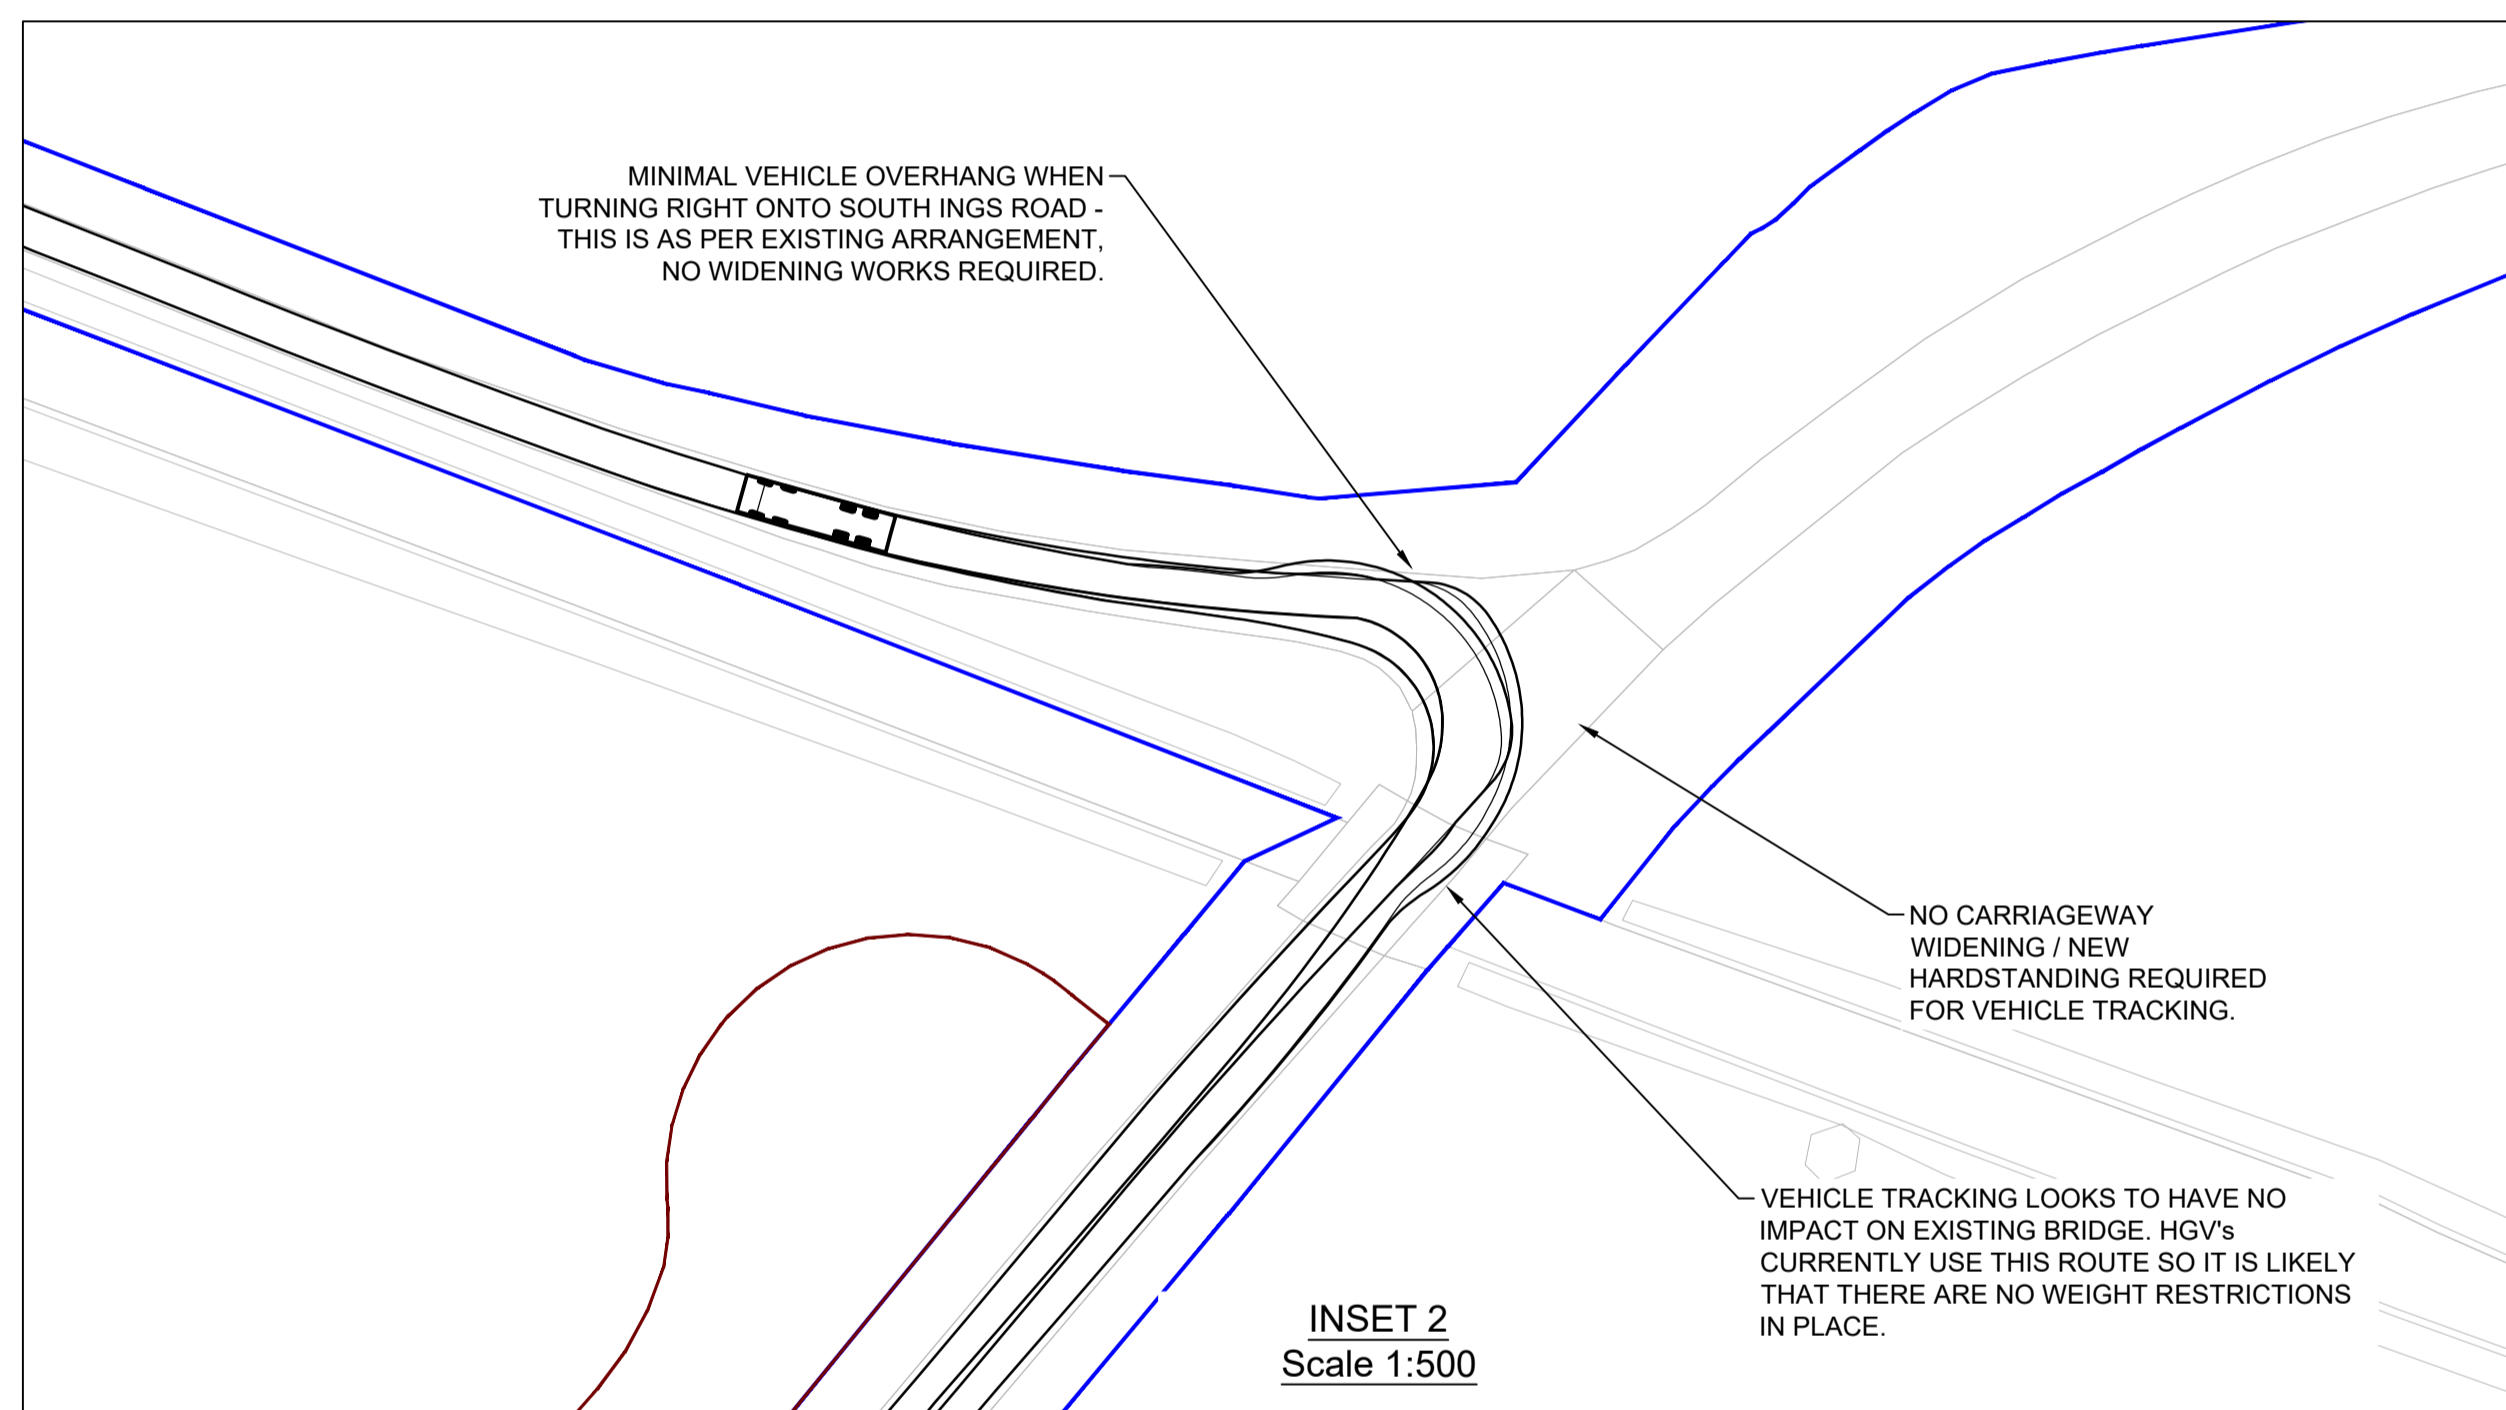 MINIMAL VEHICLE OVERHANG WHEN
TURNING RIGHT ONTO SOUTH INGS ROAD -
THIS IS AS PER EXISTING ARRANGEMENT,
NO WIDENING WORKS REQUIRED.
NO CARRIAGEWAY
WIDENING / NEW
HARDSTANDING REQUIRED
FOR VEHICLE TRACKING.
VEHICLE TRACKING LOOKS TO HAVE NO
IMPACT ON EXISTING BRIDGE. HGV's
CURRENTLY USE THIS ROUTE SO IT IS LIKELY
THAT THERE ARE NO WEIGHT RESTRICTIONS
IN PLACE.
INSET 2
Scale 1:500